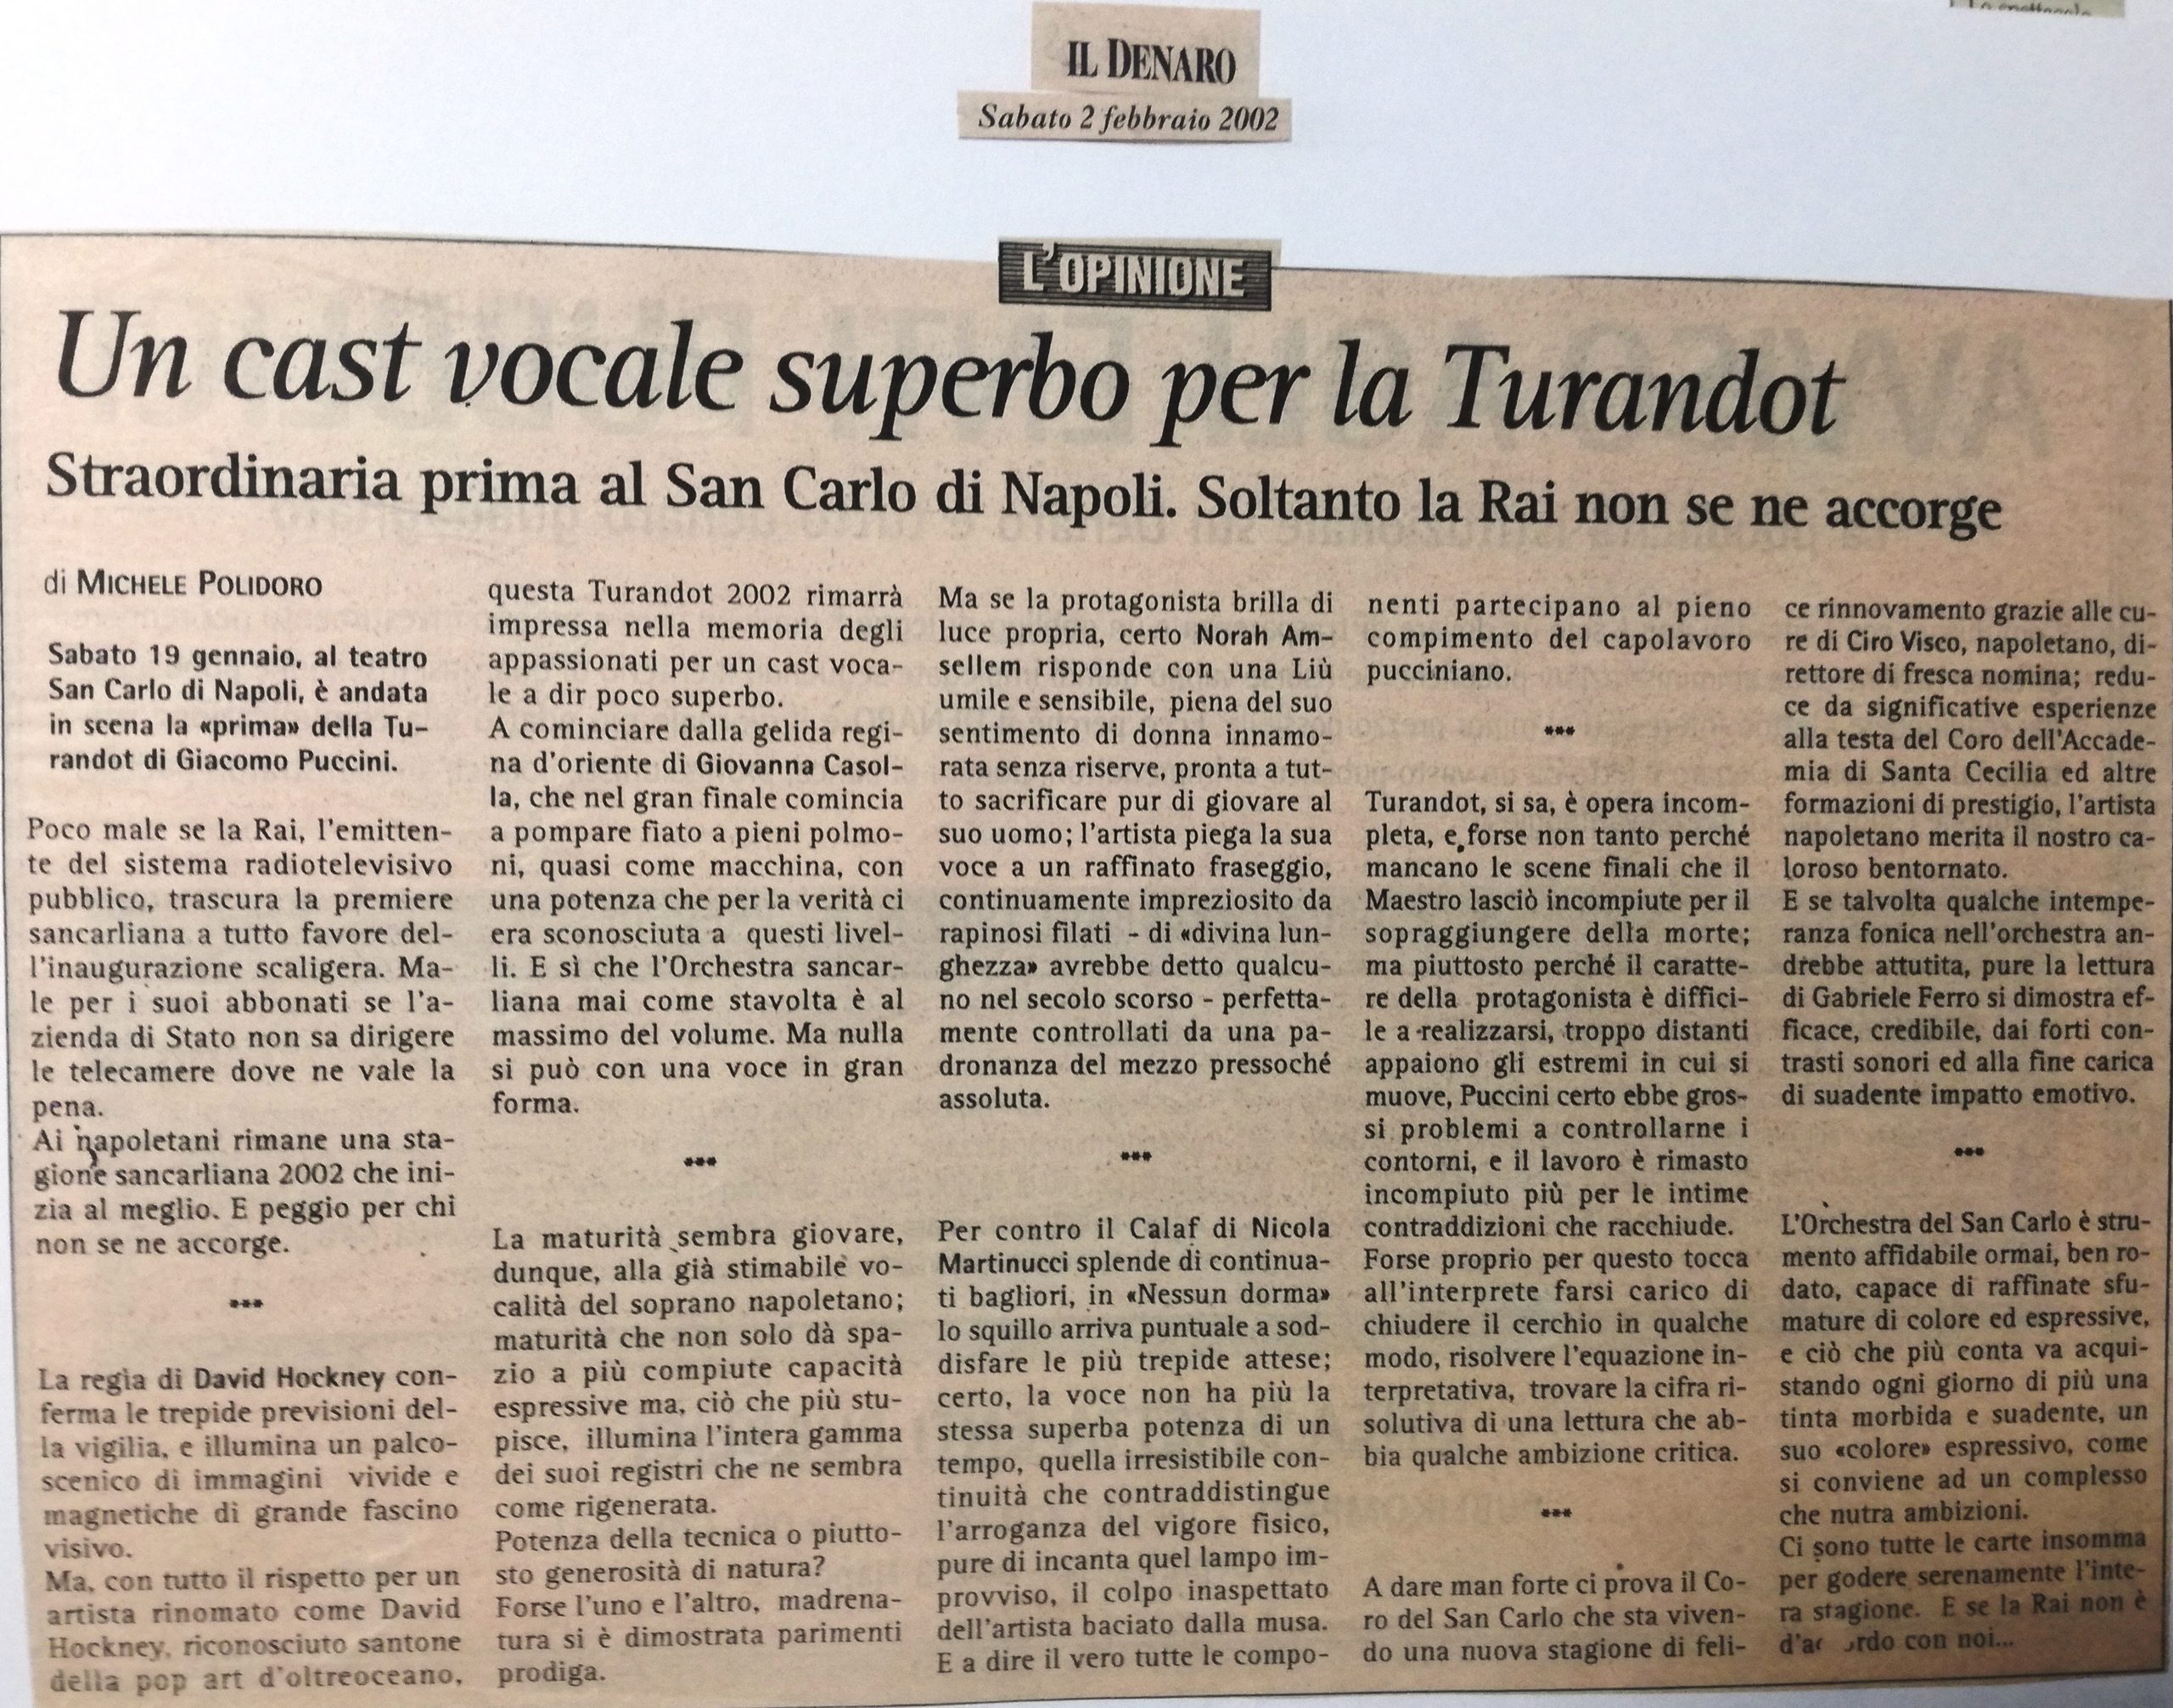 Lo spettacolo
IL DENARO
Sabato 2 febbraio 2002
L'OPINIONE
Un cast vocale superbo per la Turandot
Straordinaria prima al San Carlo di Napoli. Soltanto la Rai non se ne accorge
di MICHELE POLIDORO
Sabato 19 gennaio, al teatro
San Carlo di Napoli, è andata
in scena la «prima» della Tu-
randot di Giacomo Puccini.
Poco male se la Rai, l'emitten-
te del sistema radiotelevisivo
pubblico, trascura la premiere
sancarliana a tutto favore del-
l'inaugurazione scaligera. Ma-
le per i suoi abbonati se l'a-
zienda di Stato non sa dirigere
le telecamere dove ne vale la
pena.
Ai napoletani rimane una sta-
gione sancarliana 2002 che ini-
zia al meglio. E peggio per chi
non se ne accorge.
***
La regia di David Hockney con-
ferma le trepide previsioni del-
la vigilia, e illumina un palco-
scenico di immagini vivide e
magnetiche di grande fascino
visivo.
Ma, con tutto il rispetto per un
artista rinomato come David
Hockney, riconosciuto santone
della pop art d'oltreoceano,
questa Turandot 2002 rimarrà
impressa nella memoria degli
appassionati per un cast voca-
le a dir poco superbo.
A cominciare dalla gelida regi-
na d'oriente di Giovanna Casol-
la, che nel gran finale comincia
a pompare fiato a pieni polmo-
ni, quasi come macchina, con
una potenza che per la verità ci
era sconosciuta a questi livel-
li. E sì che l'Orchestra sancar-
liana mai come stavolta è al
massimo del volume. Ma nulla
si può con una voce in gran
forma.
***
La maturità sembra giovare,
dunque, alla già stimabile vo-
calità del soprano napoletano;
maturità che non solo dà spa-
zio a più compiute capacità
espressive ma, ciò che più stu-
pisce, illumina l'intera gamma
dei suoi registri che ne sembra
come rigenerata.
Potenza della tecnica o piutto-
sto generosità di natura?
Forse l'uno e l'altro, madrena-
tura si è dimostrata parimenti
prodiga.
Ma se la protagonista brilla di
luce propria, certo Norah Am-
sellem risponde con una Liù
umile e sensibile, piena del suo
sentimento di donna innamo-
rata senza riserve, pronta a tut-
to sacrificare pur di giovare al
suo uomo; l'artista piega la sua
voce a un raffinato fraseggio,
continuamente impreziosito da
rapinosi filati - di «divina lun-
ghezza» avrebbe detto qualcu-
no nel secolo scorso - perfetta-
mente controllati da una pa-
dronanza del mezzo pressoché
assoluta.
***
Per contro il Calaf di Nicola
Martinucci splende di continua-
ti bagliori, in «Nessun dorma»
lo squillo arriva puntuale a sod-
disfare le più trepide attese;
certo, la voce non ha più la
stessa superba potenza di un
tempo, quella irresistibile con-
tinuità che contraddistingue
l'arroganza del vigore fisico,
pure di incanta quel lampo im-
provviso, il colpo inaspettato
dell'artista baciato dalla musa.
E a dire il vero tutte le compo-
nenti partecipano al pieno
compimento del capolavoro
pucciniano.
***
Turandot, si sa, è opera incom-
pleta, e forse non tanto perché
mancano le scene finali che il
Maestro lasciò incompiute per il
sopraggiungere della morte;
ma piuttosto perché il caratte-
re della protagonista è diffici-
le a realizzarsi, troppo distanti
appaiono gli estremi in cui si
muove, Puccini certo ebbe gros-
si problemi a controllarne i
contorni, e il lavoro è rimasto
incompiuto più per le intime
contraddizioni che racchiude.
Forse proprio per questo tocca
all'interprete farsi carico di
chiudere il cerchio in qualche
modo, risolvere l'equazione in-
terpretativa, trovare la cifra ri-
solutiva di una lettura che ab-
bia qualche ambizione critica.
***
A dare man forte ci prova il Co-
ro del San Carlo che sta viven-
do una nuova stagione di feli-
ce rinnovamento grazie alle cu-
re di Ciro Visco, napoletano, di-
rettore di fresca nomina; redu-
ce da significative esperienze
alla testa del Coro dell'Accade-
mia di Santa Cecilia ed altre
formazioni di prestigio, l'artista
napoletano merita il nostro ca-
loroso bentornato.
E se talvolta qualche intempe-
ranza fonica nell'orchestra an-
drebbe attutita, pure la lettura
di Gabriele Ferro si dimostra ef-
ficace, credibile, dai forti con-
trasti sonori ed alla fine carica
di suadente impatto emotivo.
***
L'Orchestra del San Carlo è stru-
mento affidabile ormai, ben ro-
dato, capace di raffinate sfu-
mature di colore ed espressive,
e ciò che più conta va acqui-
stando ogni giorno di più una
tinta morbida e suadente, un
suo «colore» espressivo, come
si conviene ad un complesso
che nutra ambizioni.
Ci sono tutte le carte insomma
per godere serenamente l'inte-
ra stagione. E se la Rai non è
con noi...